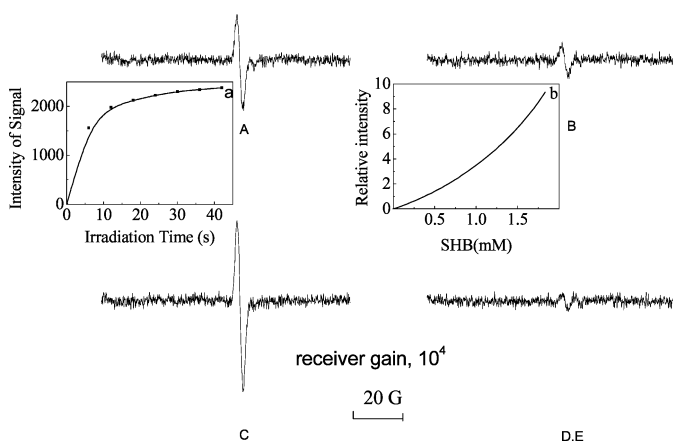 Intensity of Signal
2000
1000
0
0 10 20 30 40 50
Irradiation Time (s)
a
A
Relative intensity
10
8
6
4
2
0
0.5 1.0 1.5
SHB(mM)
b
B
receiver gain, 10⁴
20 G
C
D.E